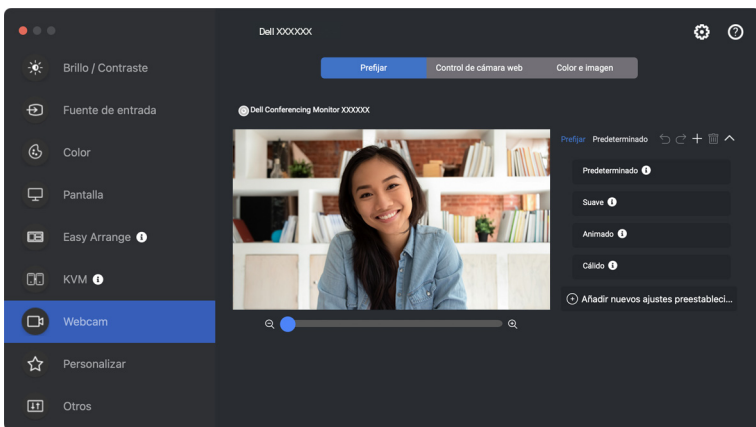 Dell XXXXXX
Brillo / Contraste
Fuente de entrada
Color
Pantalla
Easy Arrange
KVM
Webcam
Personalizar
Otros
Prefijar Control de cámara web Color e imagen
Dell Conferencing Monitor XXXXXX
Prefijar Predeterminado
Predeterminado
Suave
Animado
Cálido
Añadir nuevos ajustes preestableci...